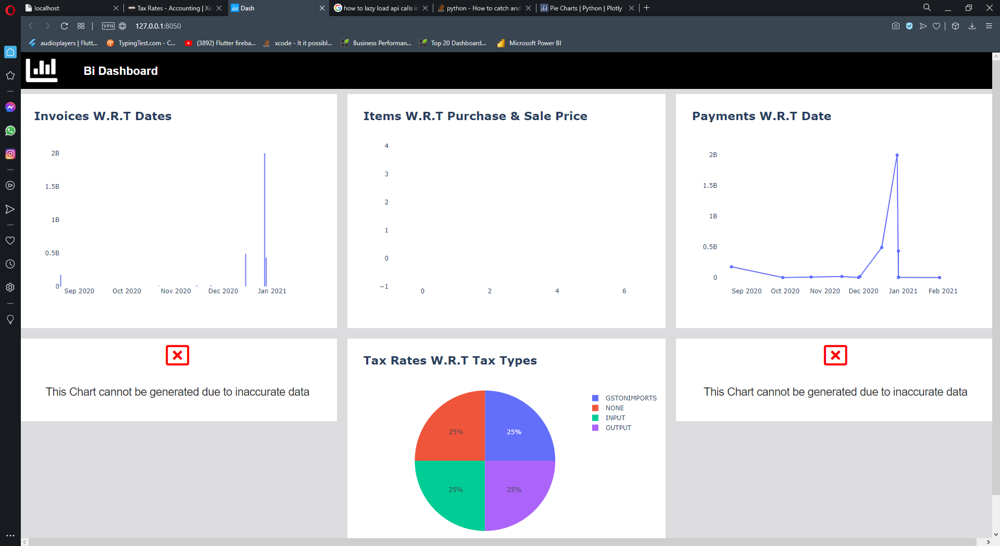 localhost
Tax Rates - Accounting | Xe
Dash
how to lazy load api calls in
python - How to catch and
Pie Charts | Python | Plotly
VPN
127.0.0.1:8050
audioplayers | Flutt...
TypingTest.com - C...
(3892) Flutter fireba...
xcode - It it possibl...
Business Performan...
Top 20 Dashboard...
Microsoft Power BI
Bi Dashboard
Invoices W.R.T Dates
2B
1.5B
1B
0.5B
0
Sep 2020 Oct 2020 Nov 2020 Dec 2020 Jan 2021
Items W.R.T Purchase & Sale Price
4
3
2
1
0
−1
0 2 4 6
Payments W.R.T Date
2B
1.5B
1B
0.5B
0
Sep 2020 Oct 2020 Nov 2020 Dec 2020 Jan 2021 Feb 2021
This Chart cannot be generated due to inaccurate data
Tax Rates W.R.T Tax Types
25% 25%
25% 25%
GSTONIMPORTS
NONE
INPUT
OUTPUT
This Chart cannot be generated due to inaccurate data